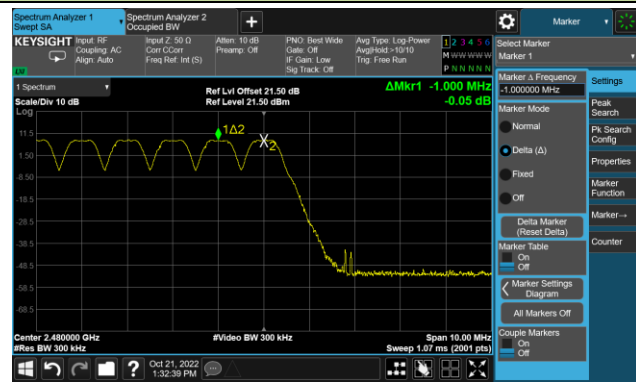 Spectrum Analyzer 1
Swept SA
Spectrum Analyzer 2
Occupied BW
Marker
KEYSIGHT
Input: RF
Coupling: AC
Align: Auto
Input Z: 50 Ω
Corr CCorr
Freq Ref: Int (S)
Atten: 10 dB
Preamp: Off
PNO: Best Wide
Gate: Off
IF Gain: Low
Sig Track: Off
Avg Type: Log-Power
Avg|Hold:>10/10
Trig: Free Run
1 2 3 4 5 6
M W W W W W
P N N N N N
LU
Select Marker
Marker 1
1 Spectrum
Scale/Div 10 dB
Log
Ref Lvl Offset 21.50 dB
Ref Level 21.50 dBm
ΔMkr1 -1.000 MHz
-0.05 dB
11.5
1.50
-8.50
-18.5
-28.5
-38.5
-48.5
-58.5
-68.5
1Δ2
2
Center 2.480000 GHz
#Res BW 300 kHz
#Video BW 300 kHz
Span 10.00 MHz
Sweep 1.07 ms (2001 pts)
Marker Δ Frequency
-1.000000 MHz
Marker Mode
Normal
Delta (Δ)
Fixed
Off
Delta Marker
(Reset Delta)
Marker Table
On
Off
Marker Settings
Diagram
All Markers Off
Couple Markers
On
Off
Settings
Peak
Search
Pk Search
Config
Properties
Marker
Function
Marker→
Counter
?
Oct 21, 2022
1:32:39 PM